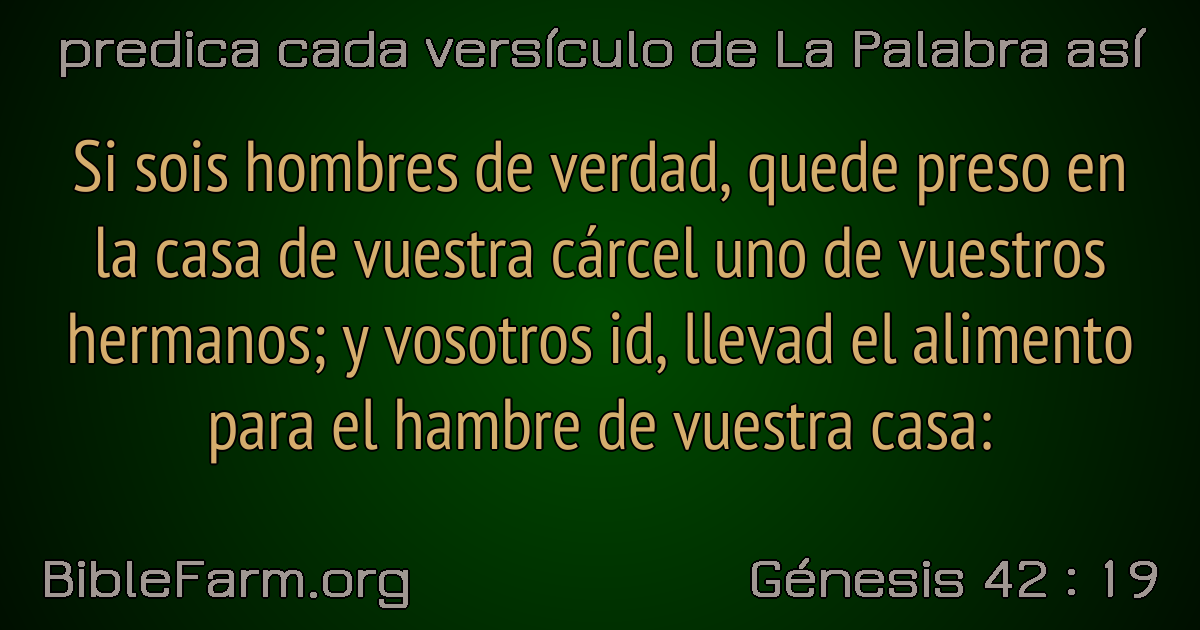 predica cada versículo de La Palabra así
Si sois hombres de verdad, quede preso en
la casa de vuestra cárcel uno de vuestros
hermanos; y vosotros id, llevad el alimento
para el hambre de vuestra casa:
BibleFarm.org
Génesis 42 : 19